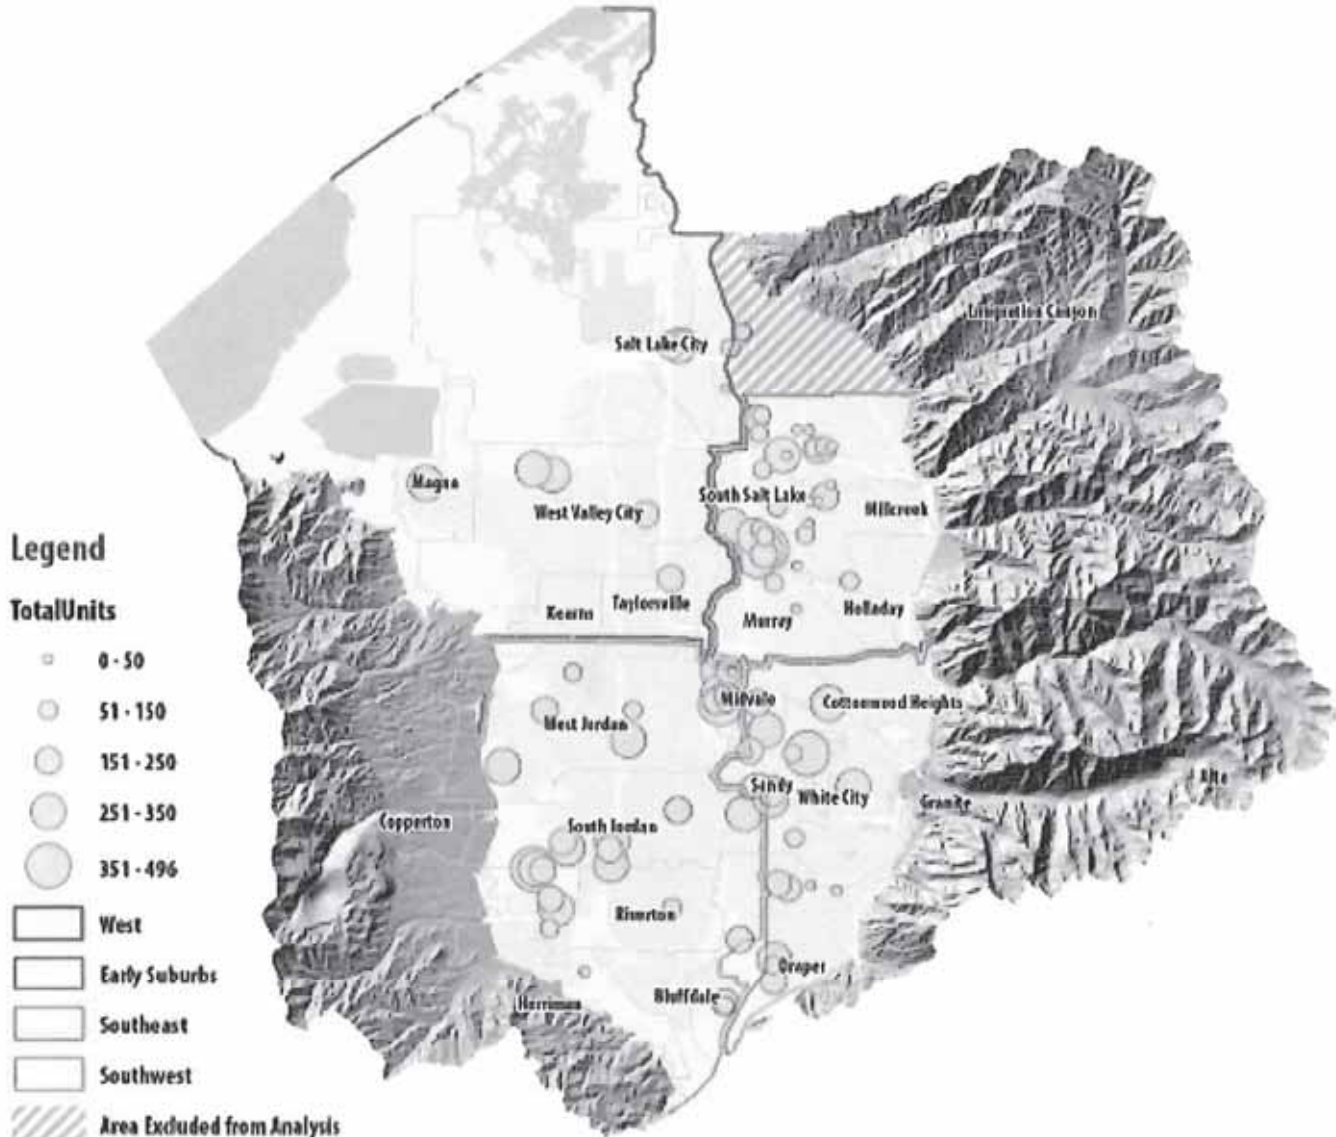 Emigration Canyon
Salt Lake City
Magna
West Valley City
South Salt Lake
Millcreek
Kearns
Taylorsville
Murray
Holladay
Midvale
Cottonwood Heights
West Jordan
Sandy
White City
Granite
Alta
Copperton
South Jordan
Riverton
Draper
Bluffdale
Herriman
Legend
TotalUnits
0 - 50
51 - 150
151 - 250
251 - 350
351 - 496
West
Early Suburbs
Southeast
Southwest
Area Excluded from Analysis